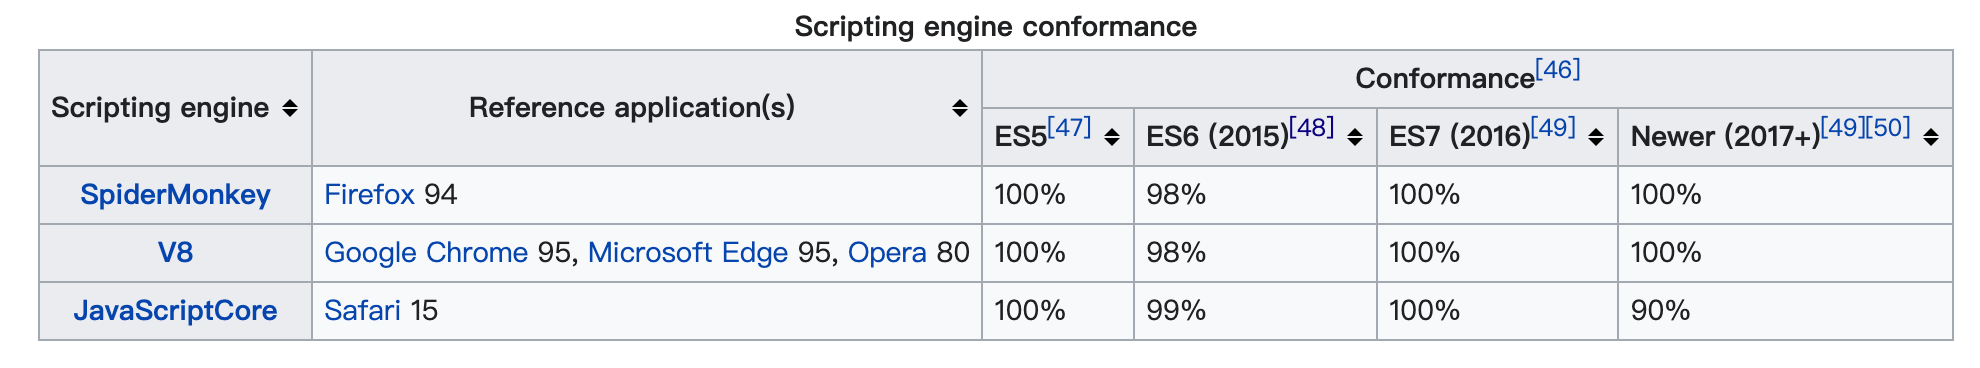 Scripting engine conformance
Scripting engine Reference application(s) Conformance[46]
ES5[47] ES6 (2015)[48] ES7 (2016)[49] Newer (2017+)[49][50]
SpiderMonkey Firefox 94 100% 98% 100% 100%
V8 Google Chrome 95, Microsoft Edge 95, Opera 80 100% 98% 100% 100%
JavaScriptCore Safari 15 100% 99% 100% 90%